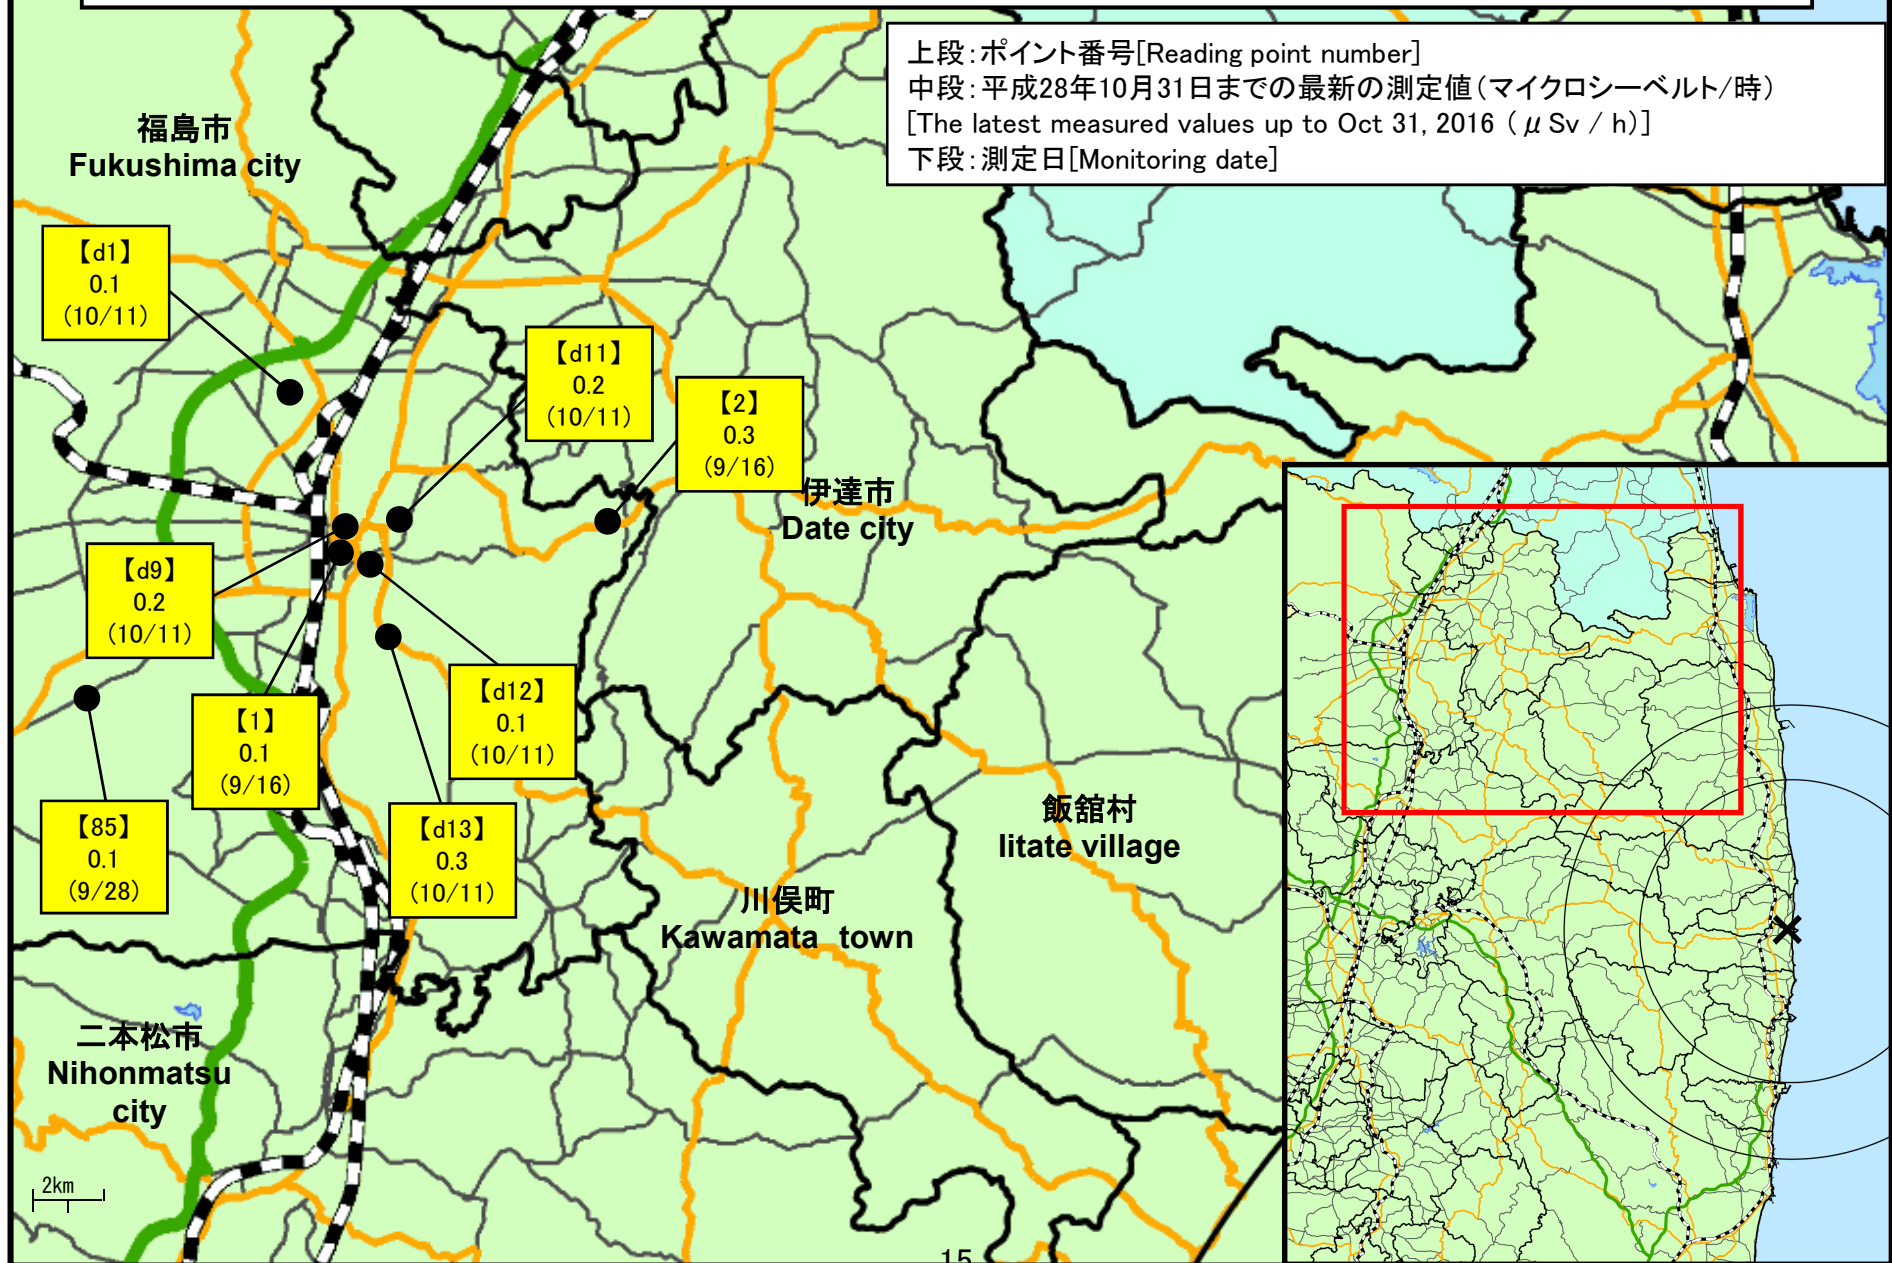 上段：ポイント番号[Reading point number]
中段：平成28年10月31日までの最新の測定値（マイクロシーベルト/時）
[The latest measured values up to Oct 31, 2016（μSv / h）]
下段：測定日[Monitoring date]
福島市
Fukushima city
【d1】
0.1
(10/11)
【d11】
0.2
(10/11)
【2】
0.3
(9/16)
伊達市
Date city
【d9】
0.2
(10/11)
【d12】
0.1
(10/11)
【1】
0.1
(9/16)
【85】
0.1
(9/28)
【d13】
0.3
(10/11)
飯舘村
Iitate village
川俣町
Kawamata town
二本松市
Nihonmatsu
city
2km
15